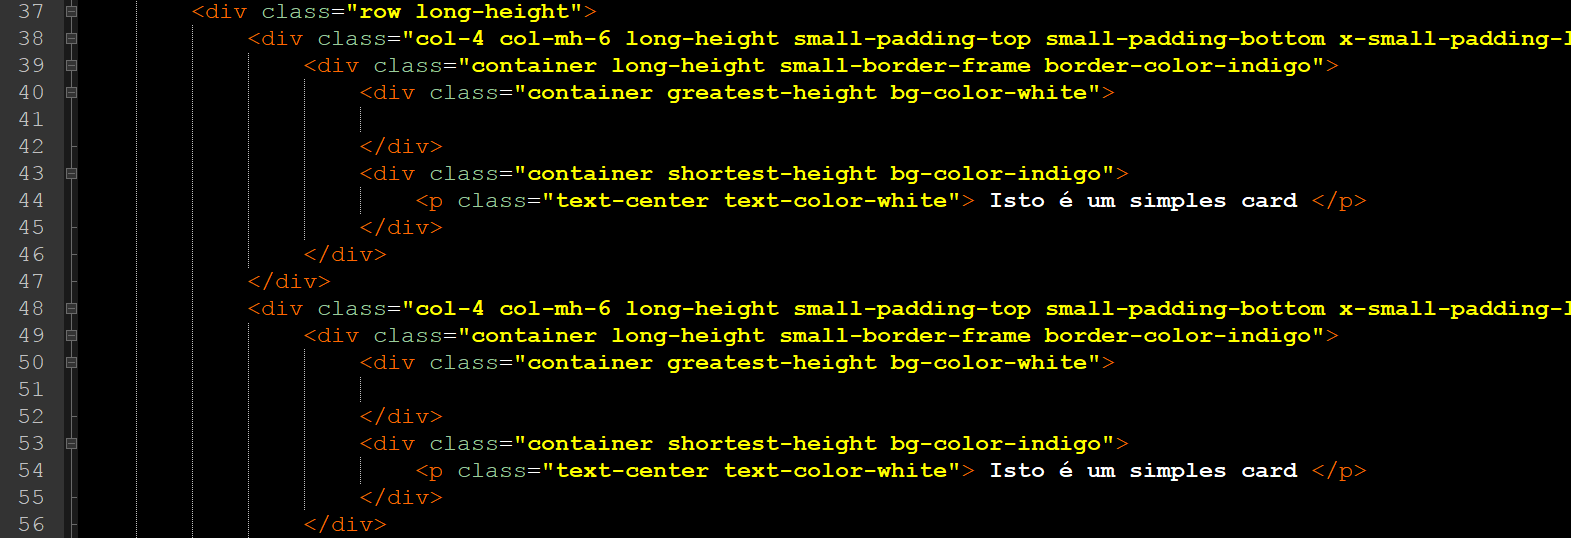 37 <div class="row long-height">
38 <div class="col-4 col-mh-6 long-height small-padding-top small-padding-bottom x-small-padding-
39 <div class="container long-height small-border-frame border-color-indigo">
40 <div class="container greatest-height bg-color-white">
41
42 </div>
43 <div class="container shortest-height bg-color-indigo">
44 <p class="text-center text-color-white"> Isto é um simples card </p>
45 </div>
46 </div>
47 </div>
48 <div class="col-4 col-mh-6 long-height small-padding-top small-padding-bottom x-small-padding-
49 <div class="container long-height small-border-frame border-color-indigo">
50 <div class="container greatest-height bg-color-white">
51
52 </div>
53 <div class="container shortest-height bg-color-indigo">
54 <p class="text-center text-color-white"> Isto é um simples card </p>
55 </div>
56 </div>